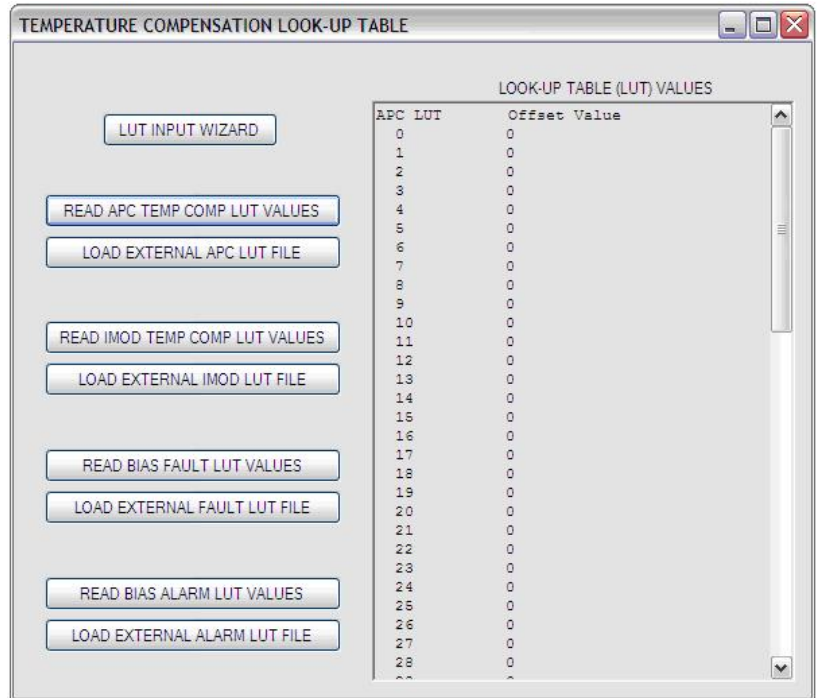 TEMPERATURE COMPENSATION LOOK-UP TABLE
LUT INPUT WIZARD
READ APC TEMP COMP LUT VALUES
LOAD EXTERNAL APC LUT FILE
READ IMOD TEMP COMP LUT VALUES
LOAD EXTERNAL IMOD LUT FILE
READ BIAS FAULT LUT VALUES
LOAD EXTERNAL FAULT LUT FILE
READ BIAS ALARM LUT VALUES
LOAD EXTERNAL ALARM LUT FILE
LOOK-UP TABLE (LUT) VALUES
APC LUT Offset Value
0 0
1 0
2 0
3 0
4 0
5 0
6 0
7 0
8 0
9 0
10 0
11 0
12 0
13 0
14 0
15 0
16 0
17 0
18 0
19 0
20 0
21 0
22 0
23 0
24 0
25 0
26 0
27 0
28 0